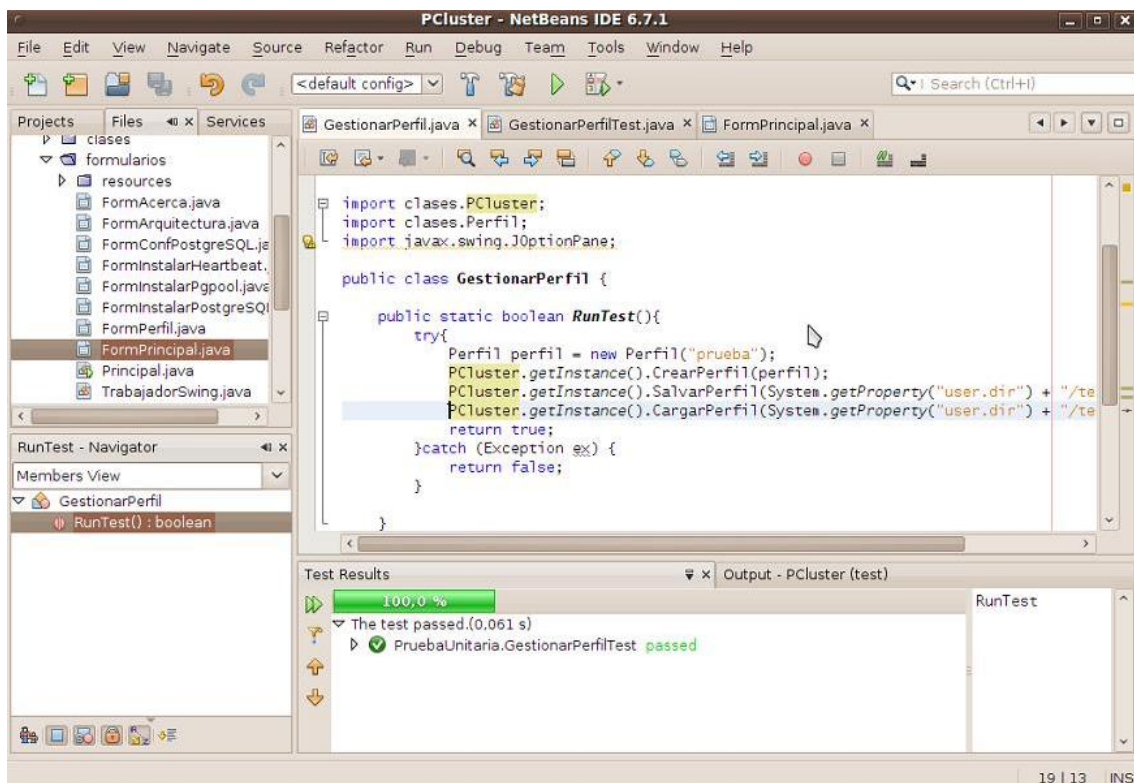 PCluster - NetBeans IDE 6.7.1
File Edit View Navigate Source Refactor Run Debug Team Tools Window Help
<default config>
Search (Ctrl+I)
Projects Files Services
GestionarPerfil.java GestionarPerfilTest.java FormPrincipal.java
clases
formularios
resources
FormAcerca.java
FormArquitectura.java
FormConfPostgreSQL.ja
FormInstalarHeartbeat.
FormInstalarPgpool.java
FormInstalarPostgreSQl
FormPerfil.java
FormPrincipal.java
Principal.java
TrabajadorSwing.java
import clases.PCluster;
import clases.Perfil;
import javax.swing.JOptionPane;
public class GestionarPerfil {
public static boolean RunTest(){
try{
Perfil perfil = new Perfil("prueba");
PCluster.getInstance().CrearPerfil(perfil);
PCluster.getInstance().SalvarPerfil(System.getProperty("user.dir") + "/te
PCluster.getInstance().CargarPerfil(System.getProperty("user.dir") + "/te
return true;
}catch (Exception ex) {
return false;
}
}
RunTest - Navigator
Members View
GestionarPerfil
RunTest() : boolean
Test Results
Output - PCluster (test)
100,0 %
The test passed.(0,061 s)
PruebaUnitaria.GestionarPerfilTest passed
RunTest
19 | 13 INS